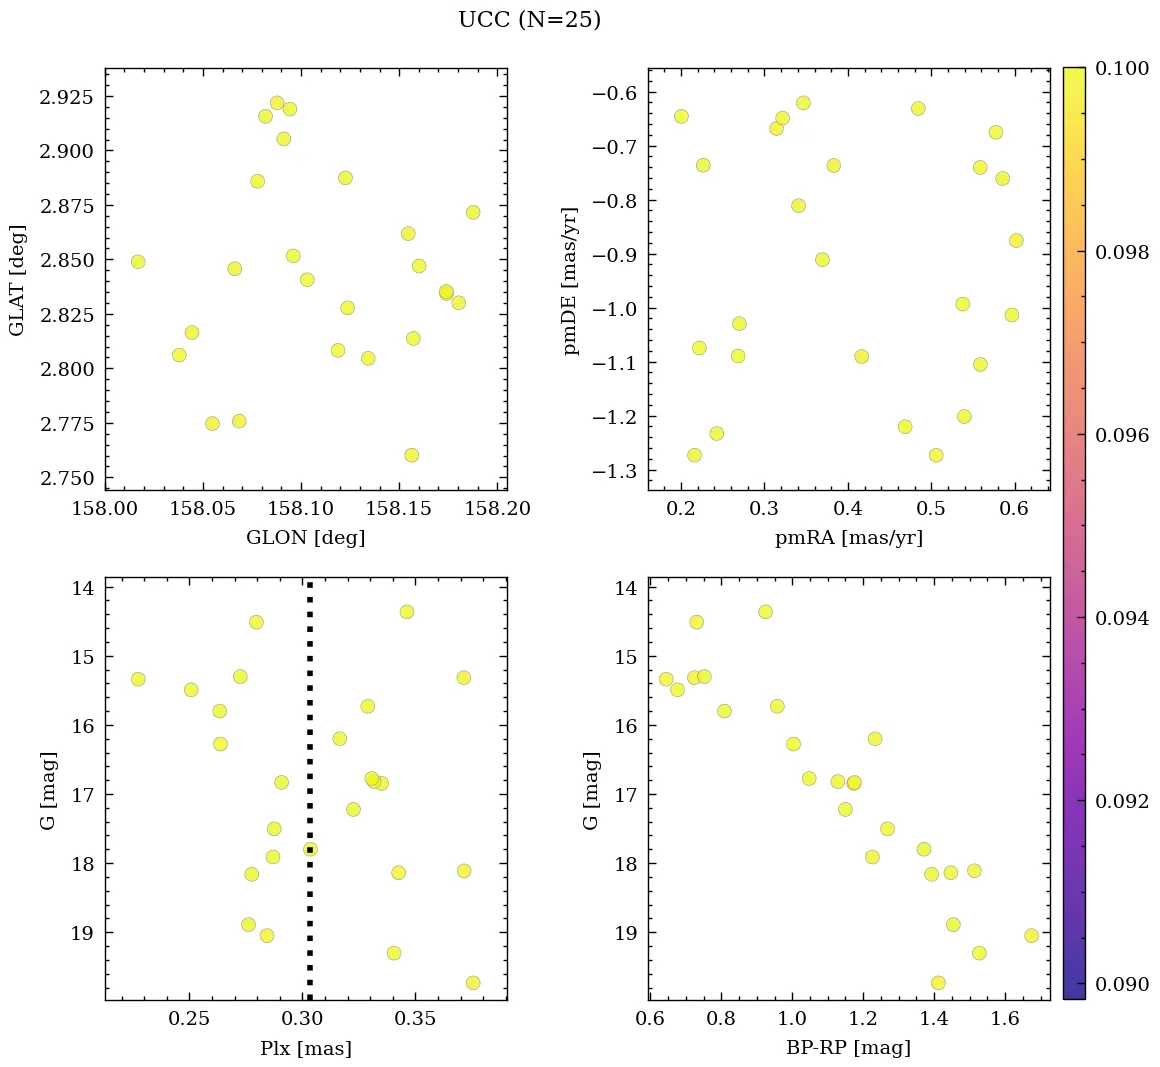 UCC (N=25)
2.925
2.900
2.875
2.850
2.825
2.800
2.775
2.750
GLAT [deg]
158.00 158.05 158.10 158.15 158.20
GLON [deg]
−0.6
−0.7
−0.8
−0.9
−1.0
−1.1
−1.2
−1.3
pmDE [mas/yr]
0.2 0.3 0.4 0.5 0.6
pmRA [mas/yr]
14
15
16
17
18
19
G [mag]
0.25 0.30 0.35
Plx [mas]
14
15
16
17
18
19
G [mag]
0.6 0.8 1.0 1.2 1.4 1.6
BP-RP [mag]
0.100
0.098
0.096
0.094
0.092
0.090